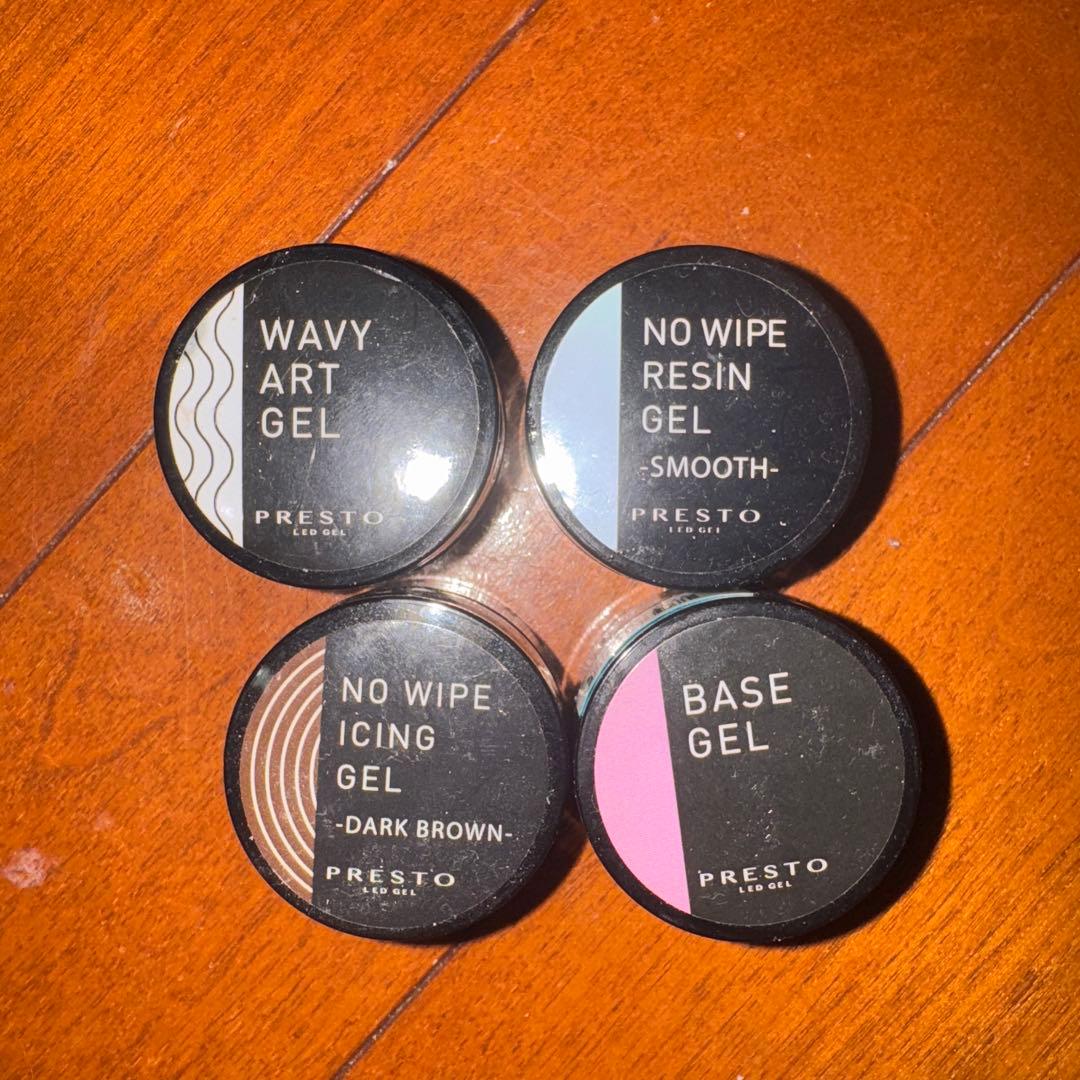 WAVY
ART
GEL
PRESTO
LED GEL
NO WIPE
RESIN
GEL
-SMOOTH-
PRESTO
LED GEL
NO WIPE
ICING
GEL
-DARK BROWN-
PRESTO
LED GEL
BASE
GEL
PRESTO
LED GEL